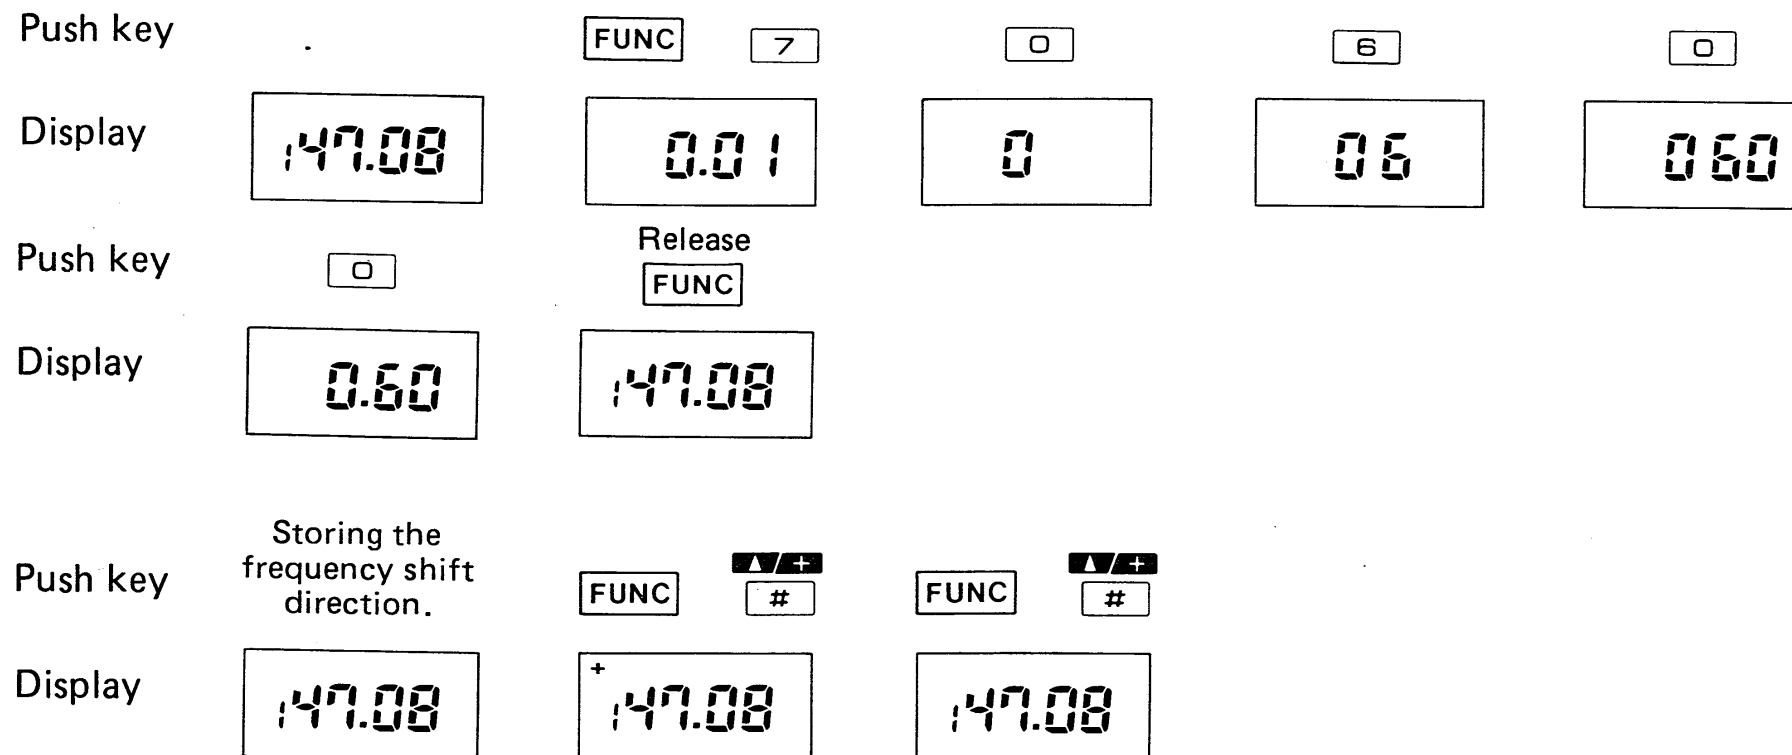 Push key FUNC 7 0 6 0
Display 147.08 0.01 0 06 060
Push key 0 Release FUNC
Display 0.60 147.08
Push key Storing the frequency shift direction. FUNC ▲/+ # FUNC ▲/+ #
Display 147.08 + 147.08 147.08